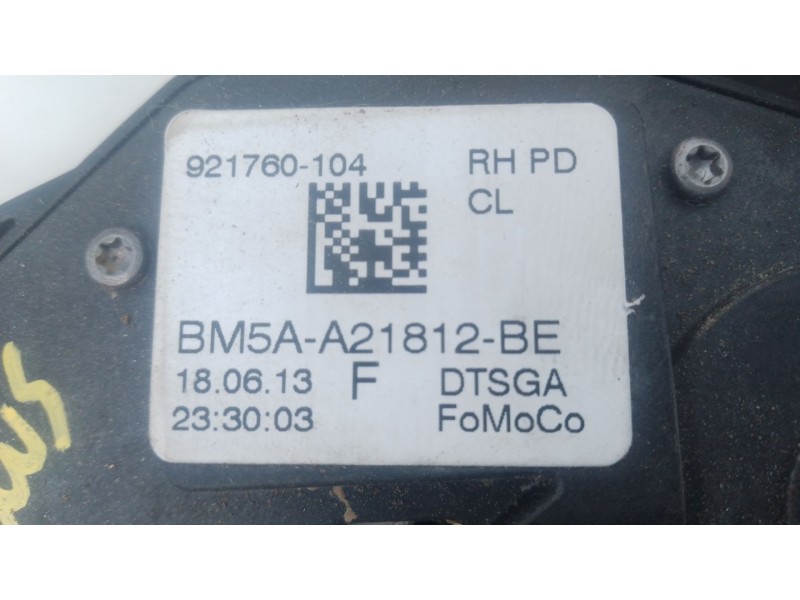 921760-104 RH PD
CL
BM5A-A21812-BE
18.06.13 F DTSGA
23:30:03 FoMoCo